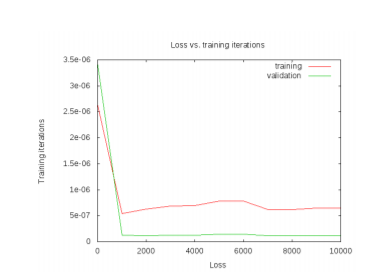 Loss vs. training iterations
training
validation
3.5e-06
3e-06
2.5e-06
2e-06
1.5e-06
1e-06
5e-07
0
Training iterations
0 2000 4000 6000 8000 10000
Loss